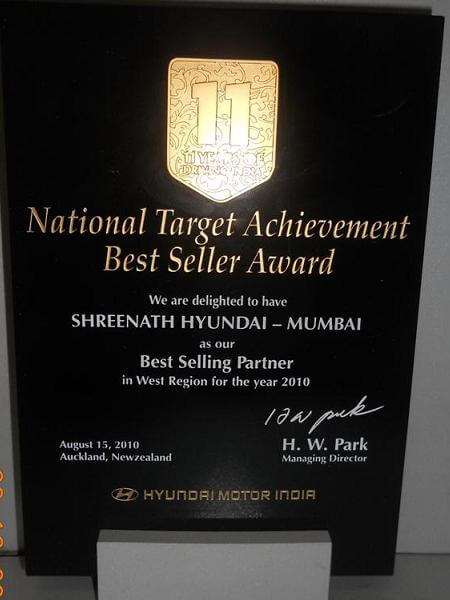 11
11 YEARS OF
DRIVING INDIA
National Target Achievement
Best Seller Award
We are delighted to have
SHREENATH HYUNDAI – MUMBAI
as our
Best Selling Partner
in West Region for the year 2010
August 15, 2010
Auckland, Newzealand
H. W. Park
Managing Director
HYUNDAI MOTOR INDIA